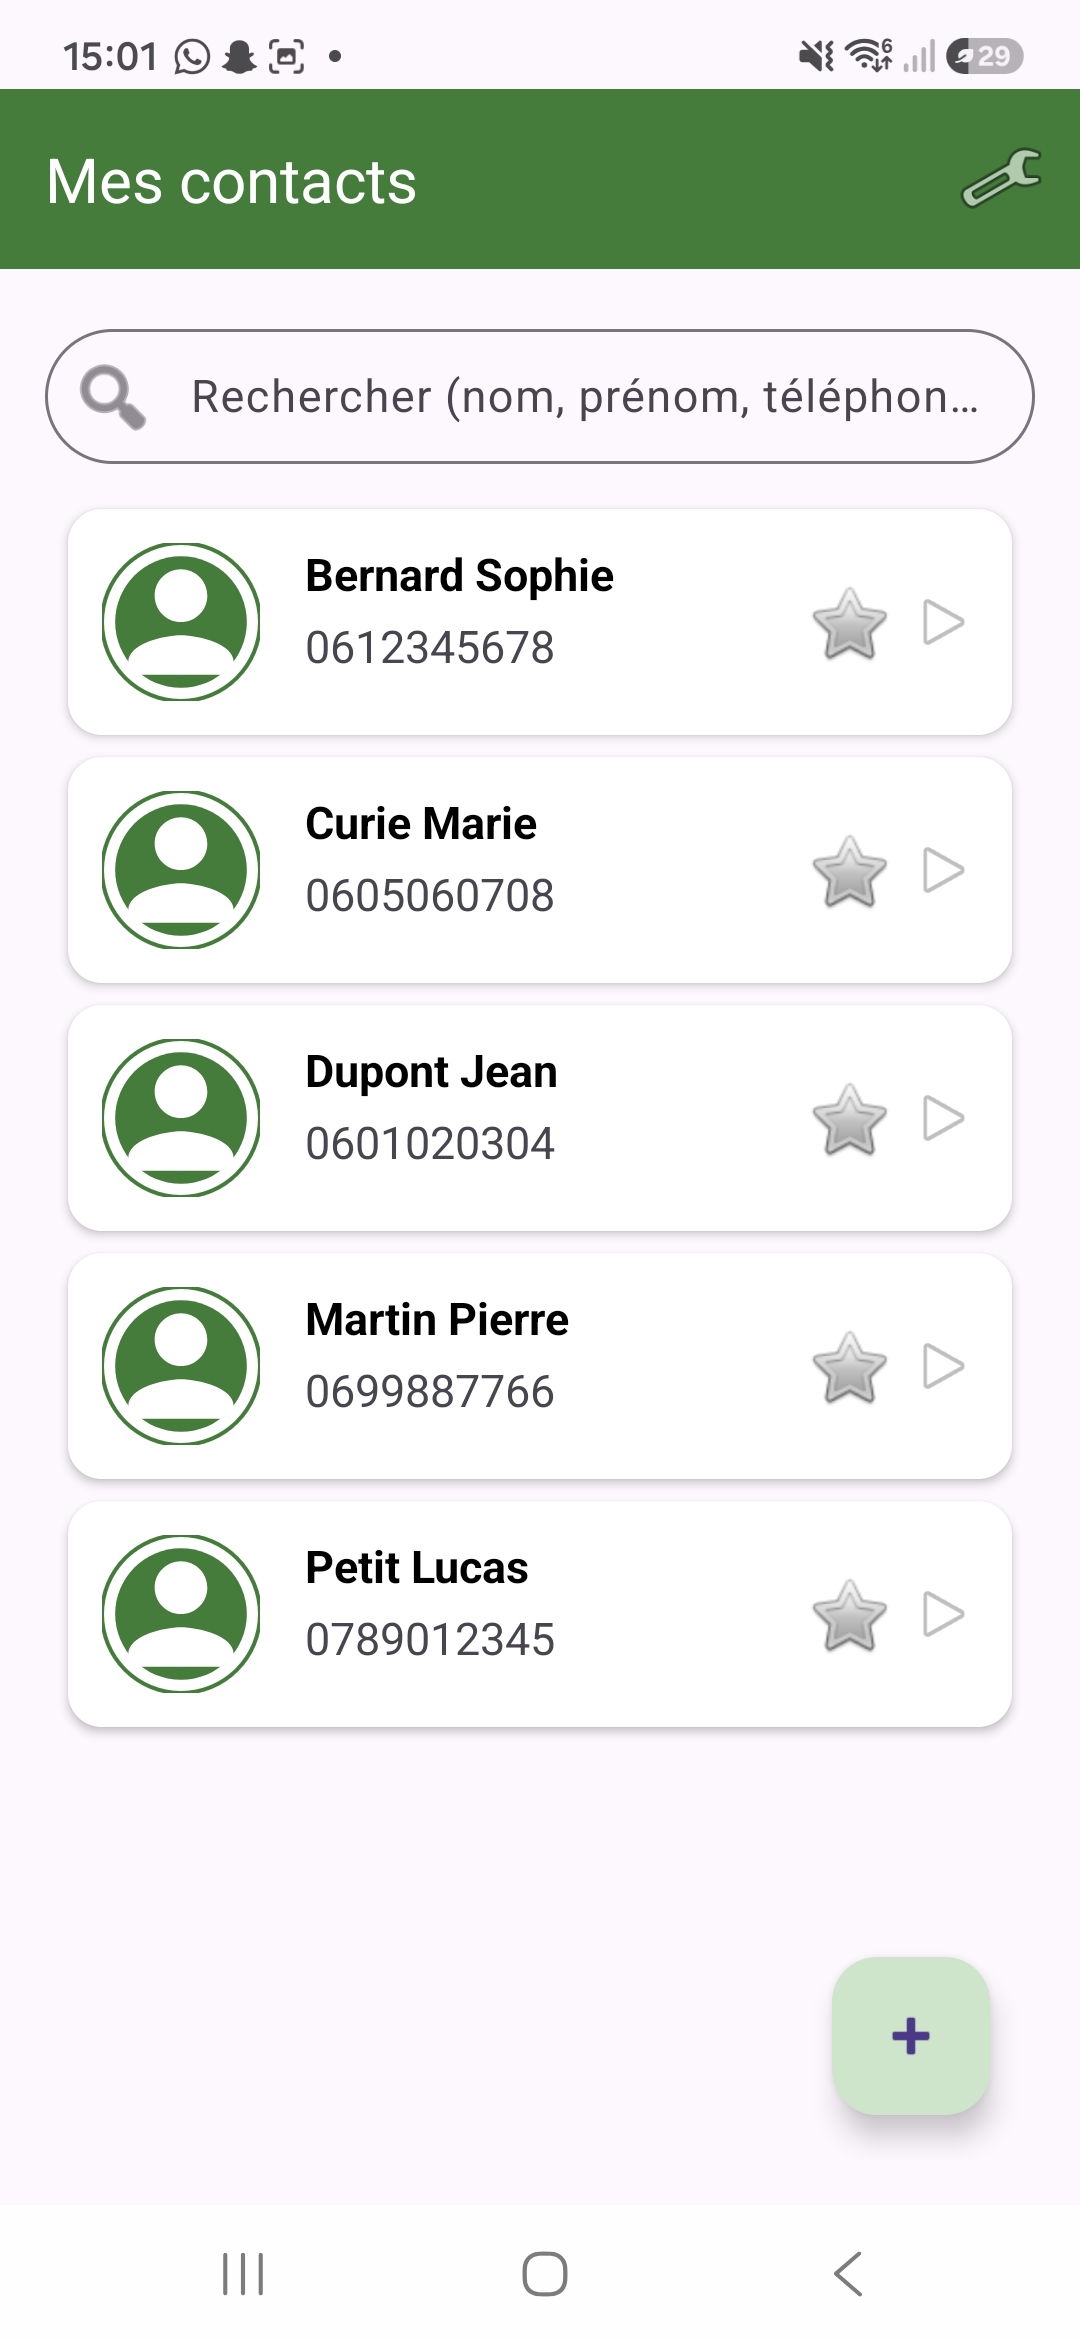 15:01
6
29
Mes contacts
Rechercher (nom, prénom, téléphon...
Bernard Sophie
0612345678
Curie Marie
0605060708
Dupont Jean
0601020304
Martin Pierre
0699887766
Petit Lucas
0789012345
+